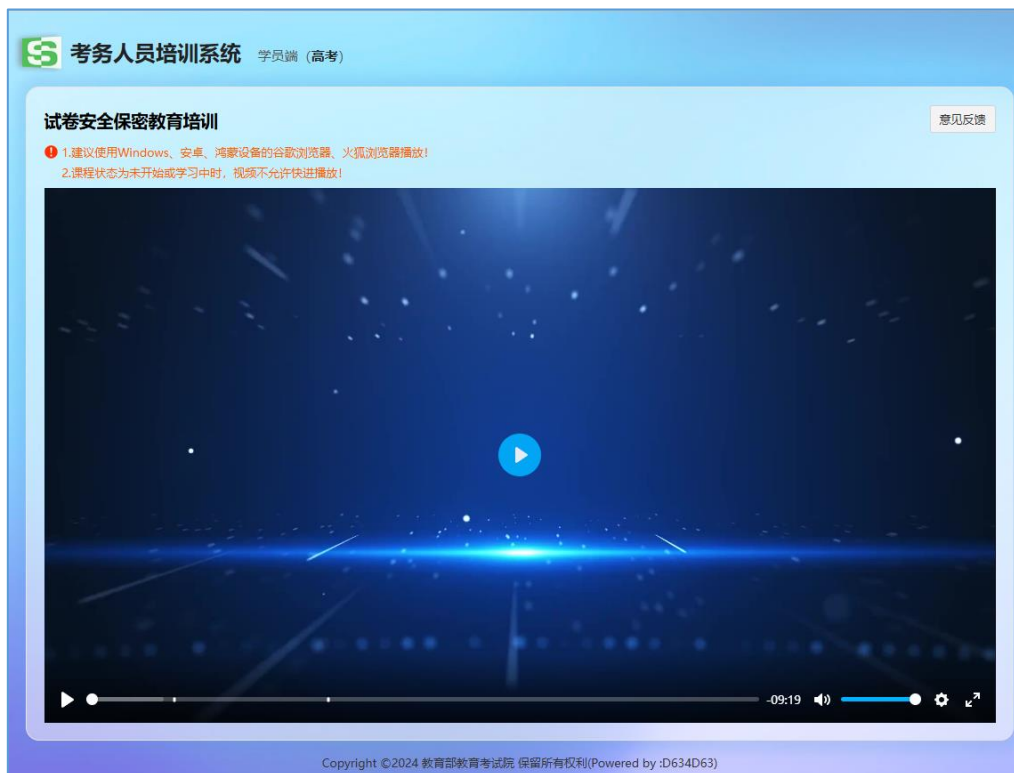 考务人员培训系统 学员端（高考）
试卷安全保密教育培训
意见反馈
1.建议使用Windows、安卓、鸿蒙设备的谷歌浏览器、火狐浏览器播放！
2.课程状态为未开始或学习中时，视频不允许快进播放！
-09:19
Copyright ©2024 教育部教育考试院 保留所有权利(Powered by :D634D63)